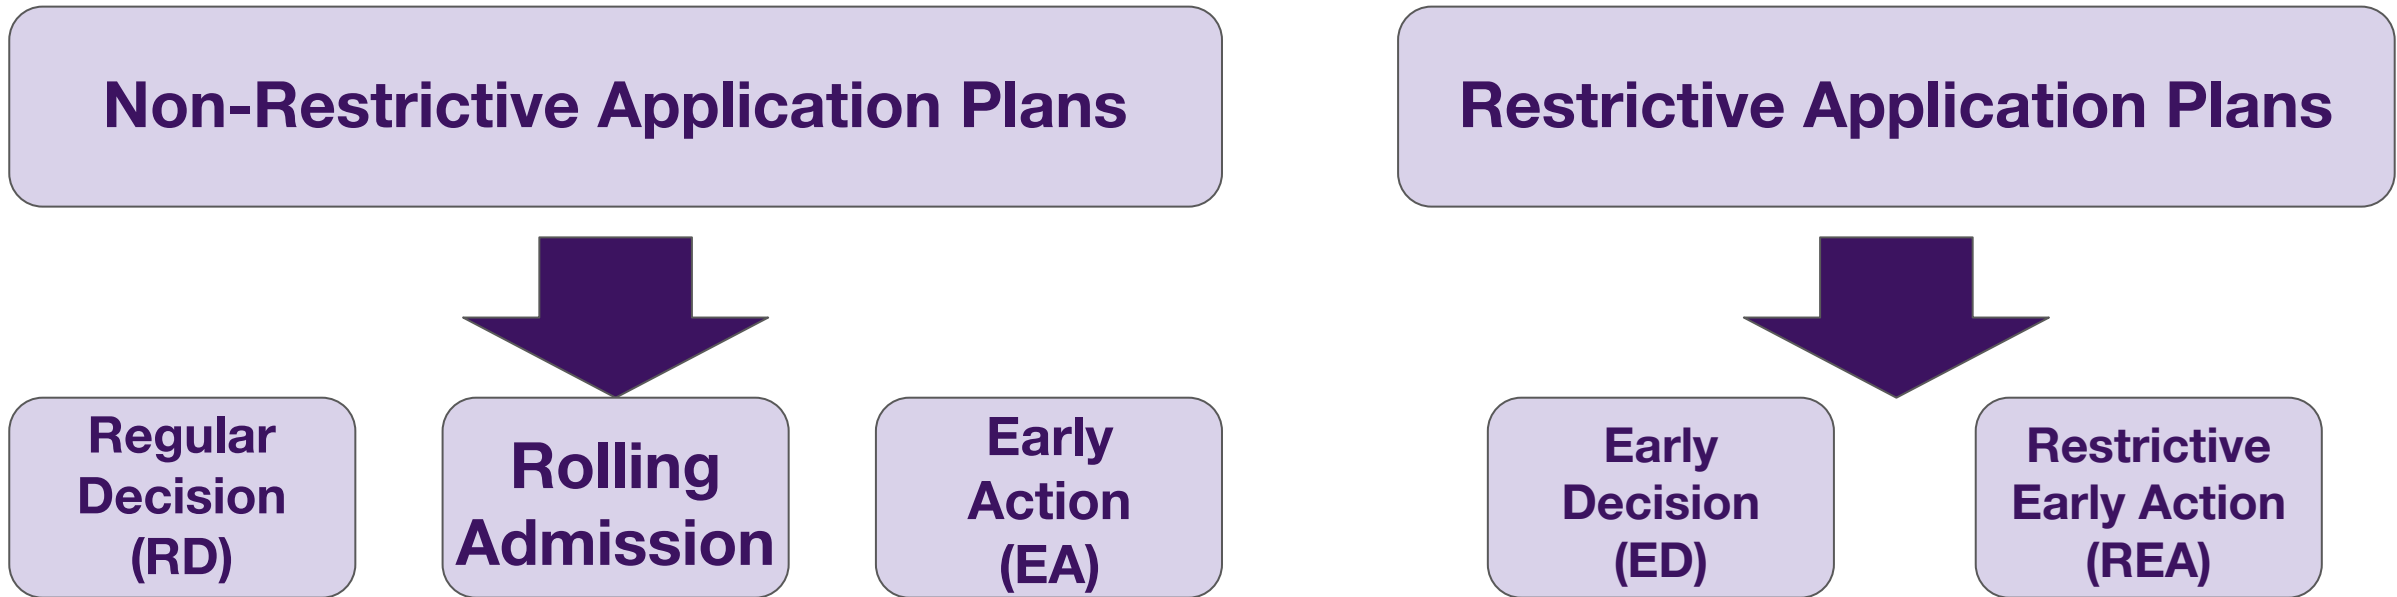 Non-Restrictive Application Plans
Restrictive Application Plans
Regular
Decision
(RD)
Rolling
Admission
Early
Action
(EA)
Early
Decision
(ED)
Restrictive
Early Action
(REA)